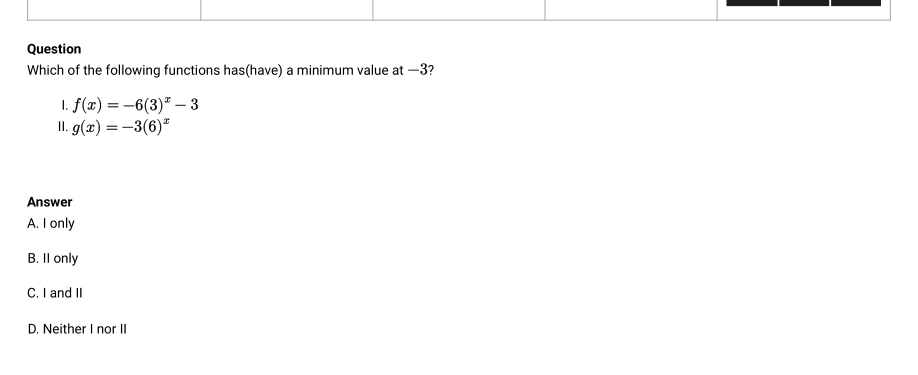 Question
Which of the following functions has(have) a minimum value at −3?
I. f(x) = −6(3)^x − 3
II. g(x) = −3(6)^x
Answer
A. I only
B. II only
C. I and II
D. Neither I nor II